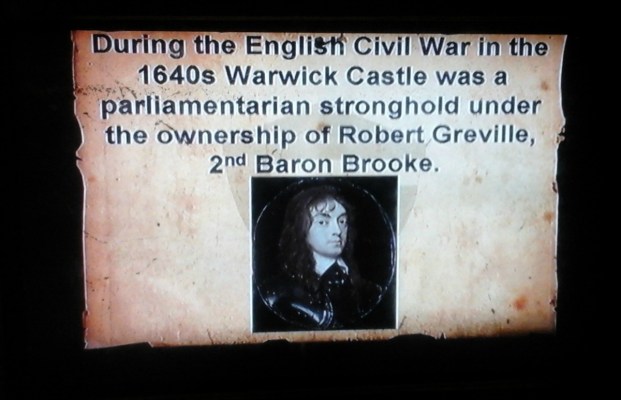 During the English Civil War in the
1640s Warwick Castle was a
parliamentarian stronghold under
the ownership of Robert Greville,
2nd Baron Brooke.